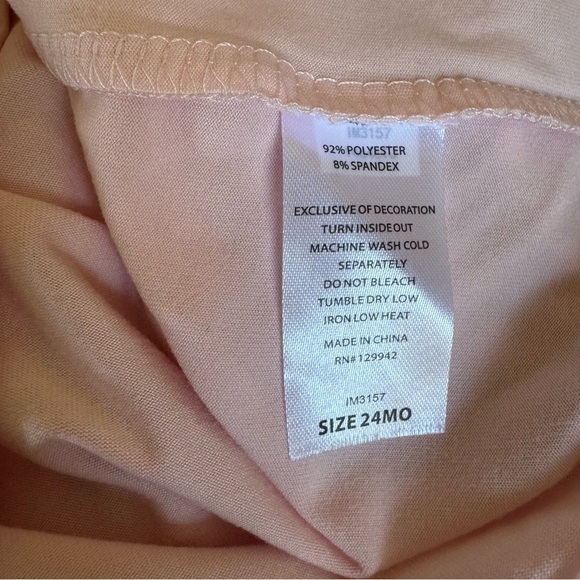 IM3157
92% POLYESTER
8% SPANDEX
EXCLUSIVE OF DECORATION
TURN INSIDE OUT
MACHINE WASH COLD
SEPARATELY
DO NOT BLEACH
TUMBLE DRY LOW
IRON LOW HEAT
MADE IN CHINA
RN# 129942
IM3157
SIZE 24MO